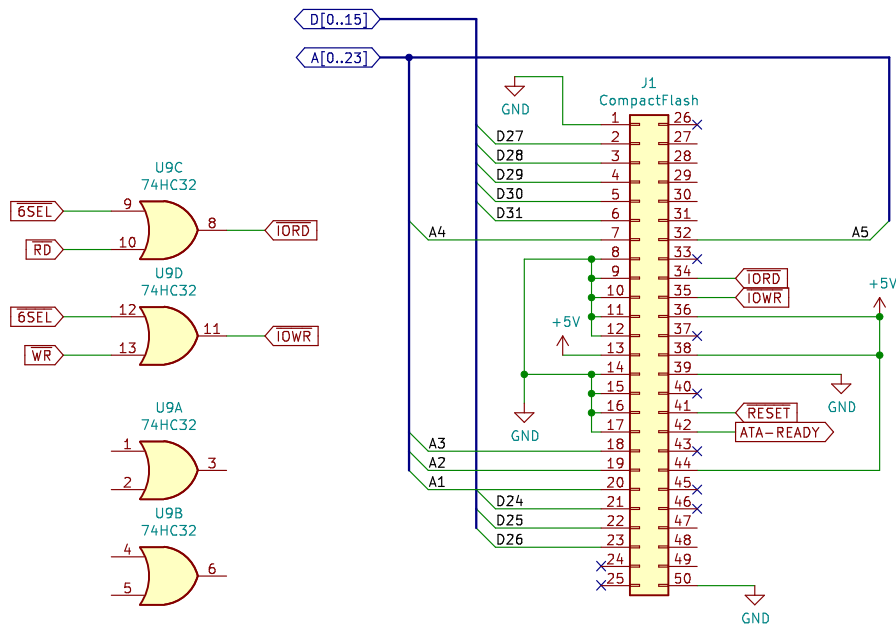 D[0..15]
A[0..23]
J1
CompactFlash
GND
1
26
D27
2
27
D28
3
28
D29
4
29
U9C
74HC32
D30
5
30
6SEL
9
D31
6
31
8
IORD
A4
7
32
A5
RD
10
8
33
U9D
74HC32
9
34
IORD
10
35
IOWR
+5V
6SEL
12
11
36
+5V
11
IOWR
12
37
WR
13
13
38
14
39
15
40
GND
U9A
74HC32
16
41
RESET
GND
17
42
ATA-READY
1
A3
18
43
3
A2
19
44
2
A1
20
45
D24
21
46
U9B
74HC32
D25
22
47
D26
23
48
4
24
49
6
25
50
5
GND